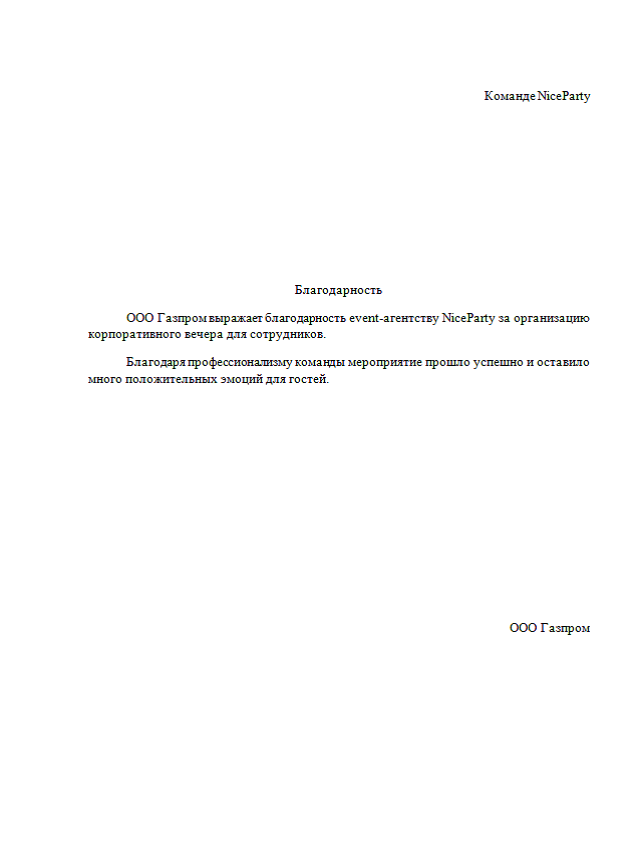 Команде NiceParty
Благодарность
ООО Газпром выражает благодарность event-агентству NiceParty за организацию
корпоративного вечера для сотрудников.
Благодаря профессионализму команды мероприятие прошло успешно и оставило
много положительных эмоций для гостей.
ООО Газпром